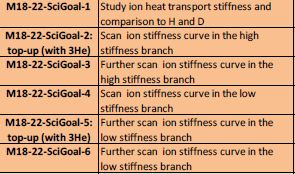 M18-22-SciGoal-1 Study ion heat transport stiffness and
comparison to H and D
M18-22-SciGoal-2: Scan ion stiffness curve in the high
top-up (with 3He) stiffness branch
M18-22-SciGoal-3 Further scan ion stiffness curve in the
high stiffness branch
M18-22-SciGoal-4 Scan ion stiffness curve in the low
stiffness branch
M18-22-SciGoal-5: Further scan ion stiffness curve in the
top-up (with 3He) low stiffness branch
M18-22-SciGoal-6 Further scan ion stiffness curve in the
low stiffness branch